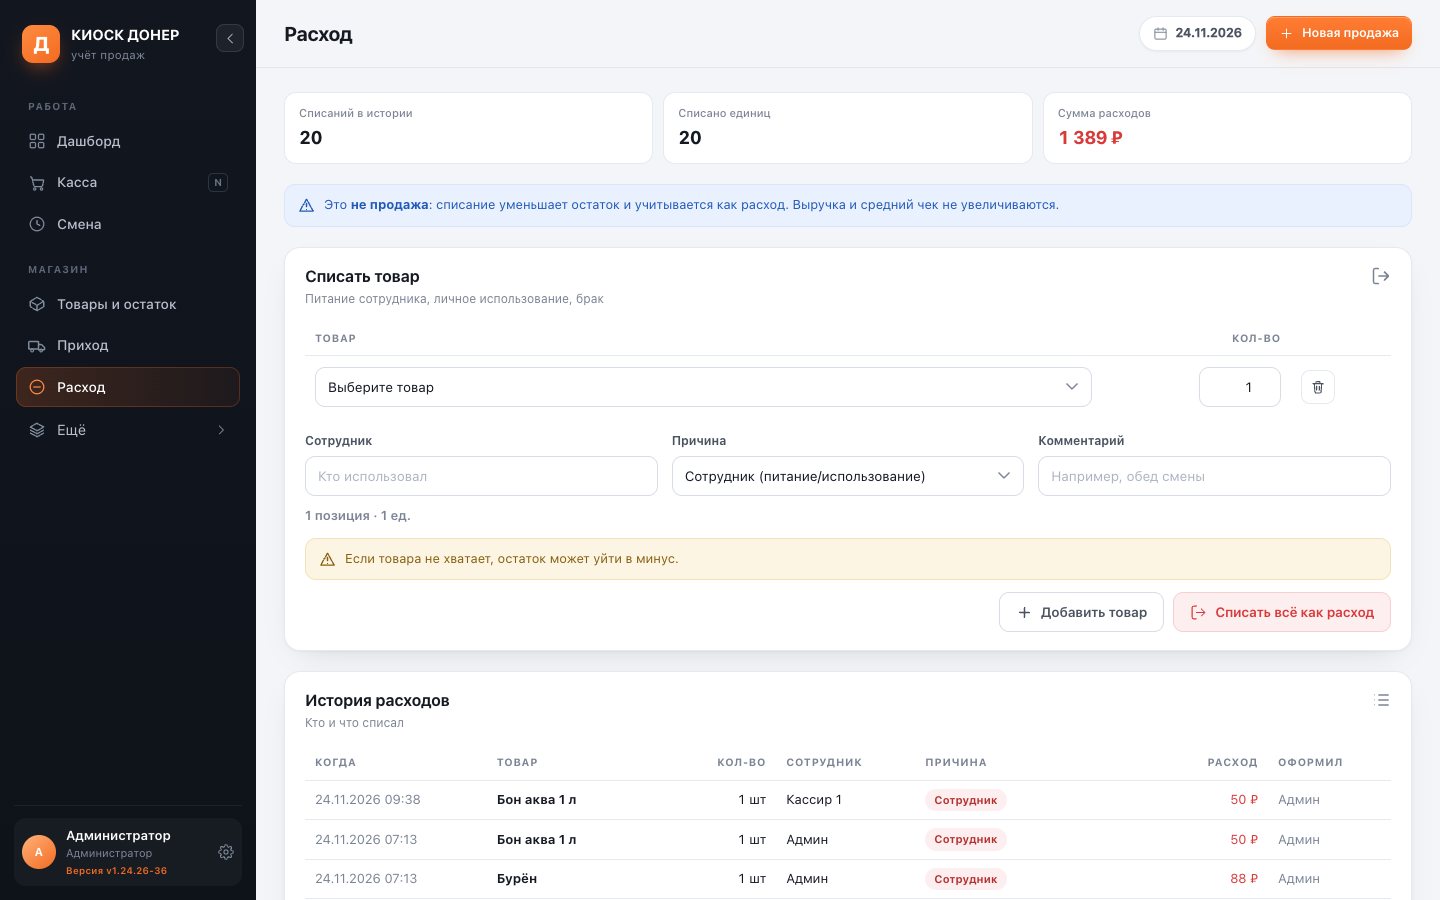 Д
КИОСК ДОНЕР
учёт продаж
РАБОТА
Дашборд
Касса
N
Смена
МАГАЗИН
Товары и остаток
Приход
Расход
Ещё
А
Администратор
Администратор
Версия v1.24.26-36
Расход
24.11.2026
Новая продажа
Списаний в истории
20
Списано единиц
20
Сумма расходов
1 389 ₽
Это не продажа: списание уменьшает остаток и учитывается как расход. Выручка и средний чек не увеличиваются.
Списать товар
Питание сотрудника, личное использование, брак
ТОВАР КОЛ-ВО
Выберите товар 1
Сотрудник Причина Комментарий
Кто использовал Сотрудник (питание/использование) Например, обед смены
1 позиция · 1 ед.
Если товара не хватает, остаток может уйти в минус.
Добавить товар Списать всё как расход
История расходов
Кто и что списал
КОГДА ТОВАР КОЛ-ВО СОТРУДНИК ПРИЧИНА РАСХОД ОФОРМИЛ
24.11.2026 09:38 Бон аква 1 л 1 шт Кассир 1 Сотрудник 50 ₽ Админ
24.11.2026 07:13 Бон аква 1 л 1 шт Админ Сотрудник 50 ₽ Админ
24.11.2026 07:13 Бурён 1 шт Админ Сотрудник 88 ₽ Админ